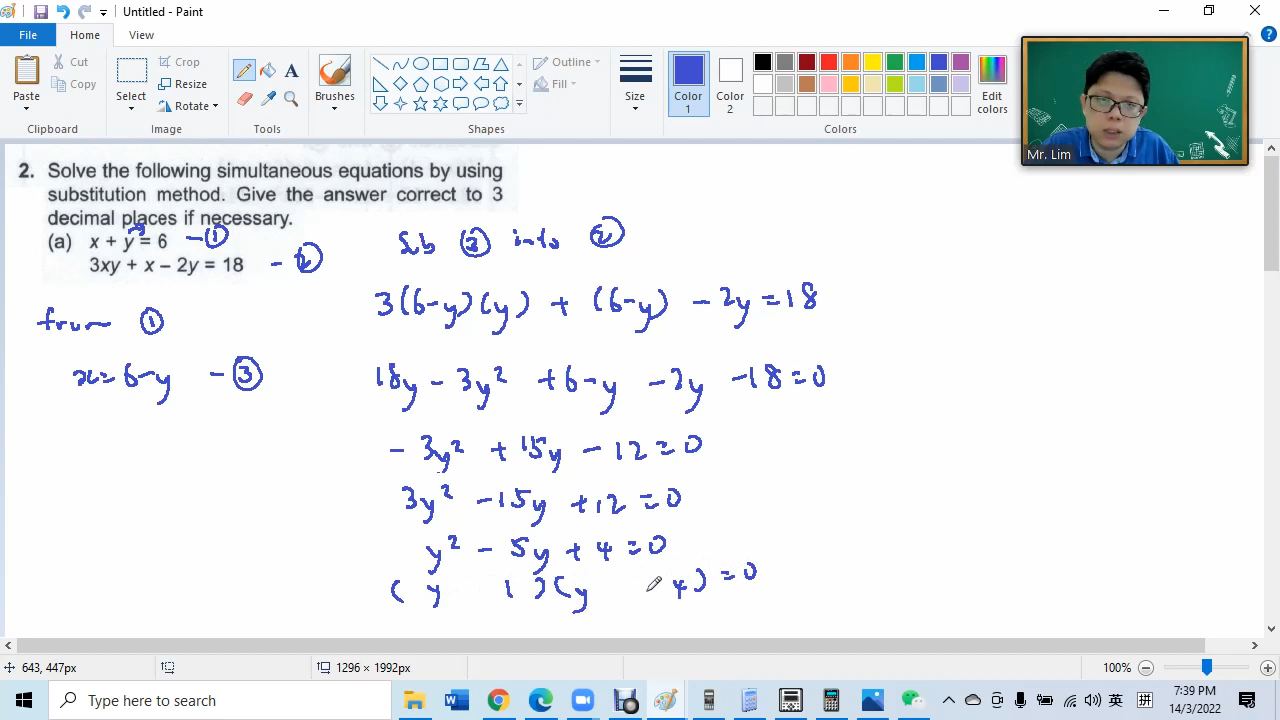 Untitled - Paint
File
Home
View
Paste
Cut
Copy
Clipboard
Select
Crop
Resize
Rotate
Image
A
Tools
Brushes
Outline
Fill
Shapes
Size
Color
1
Color
2
Edit
colors
Colors
Mr. Lim
2. Solve the following simultaneous equations by using
substitution method. Give the answer correct to 3
decimal places if necessary.
(a) x + y = 6 - ①
3xy + x – 2y = 18 - ②
from ①
x = 6 - y - ③
Sub ③ into ②
3(6-y)(y) + (6-y) - 2y = 18
18y - 3y² + 6 - y - 2y - 18 = 0
- 3y² + 15y - 12 = 0
3y² - 15y + 12 = 0
y² - 5y + 4 = 0
( y 1 )( y 4 ) = 0
643, 447px
1296 × 1992px
100%
Type here to search
英
拼
7:39 PM
14/3/2022